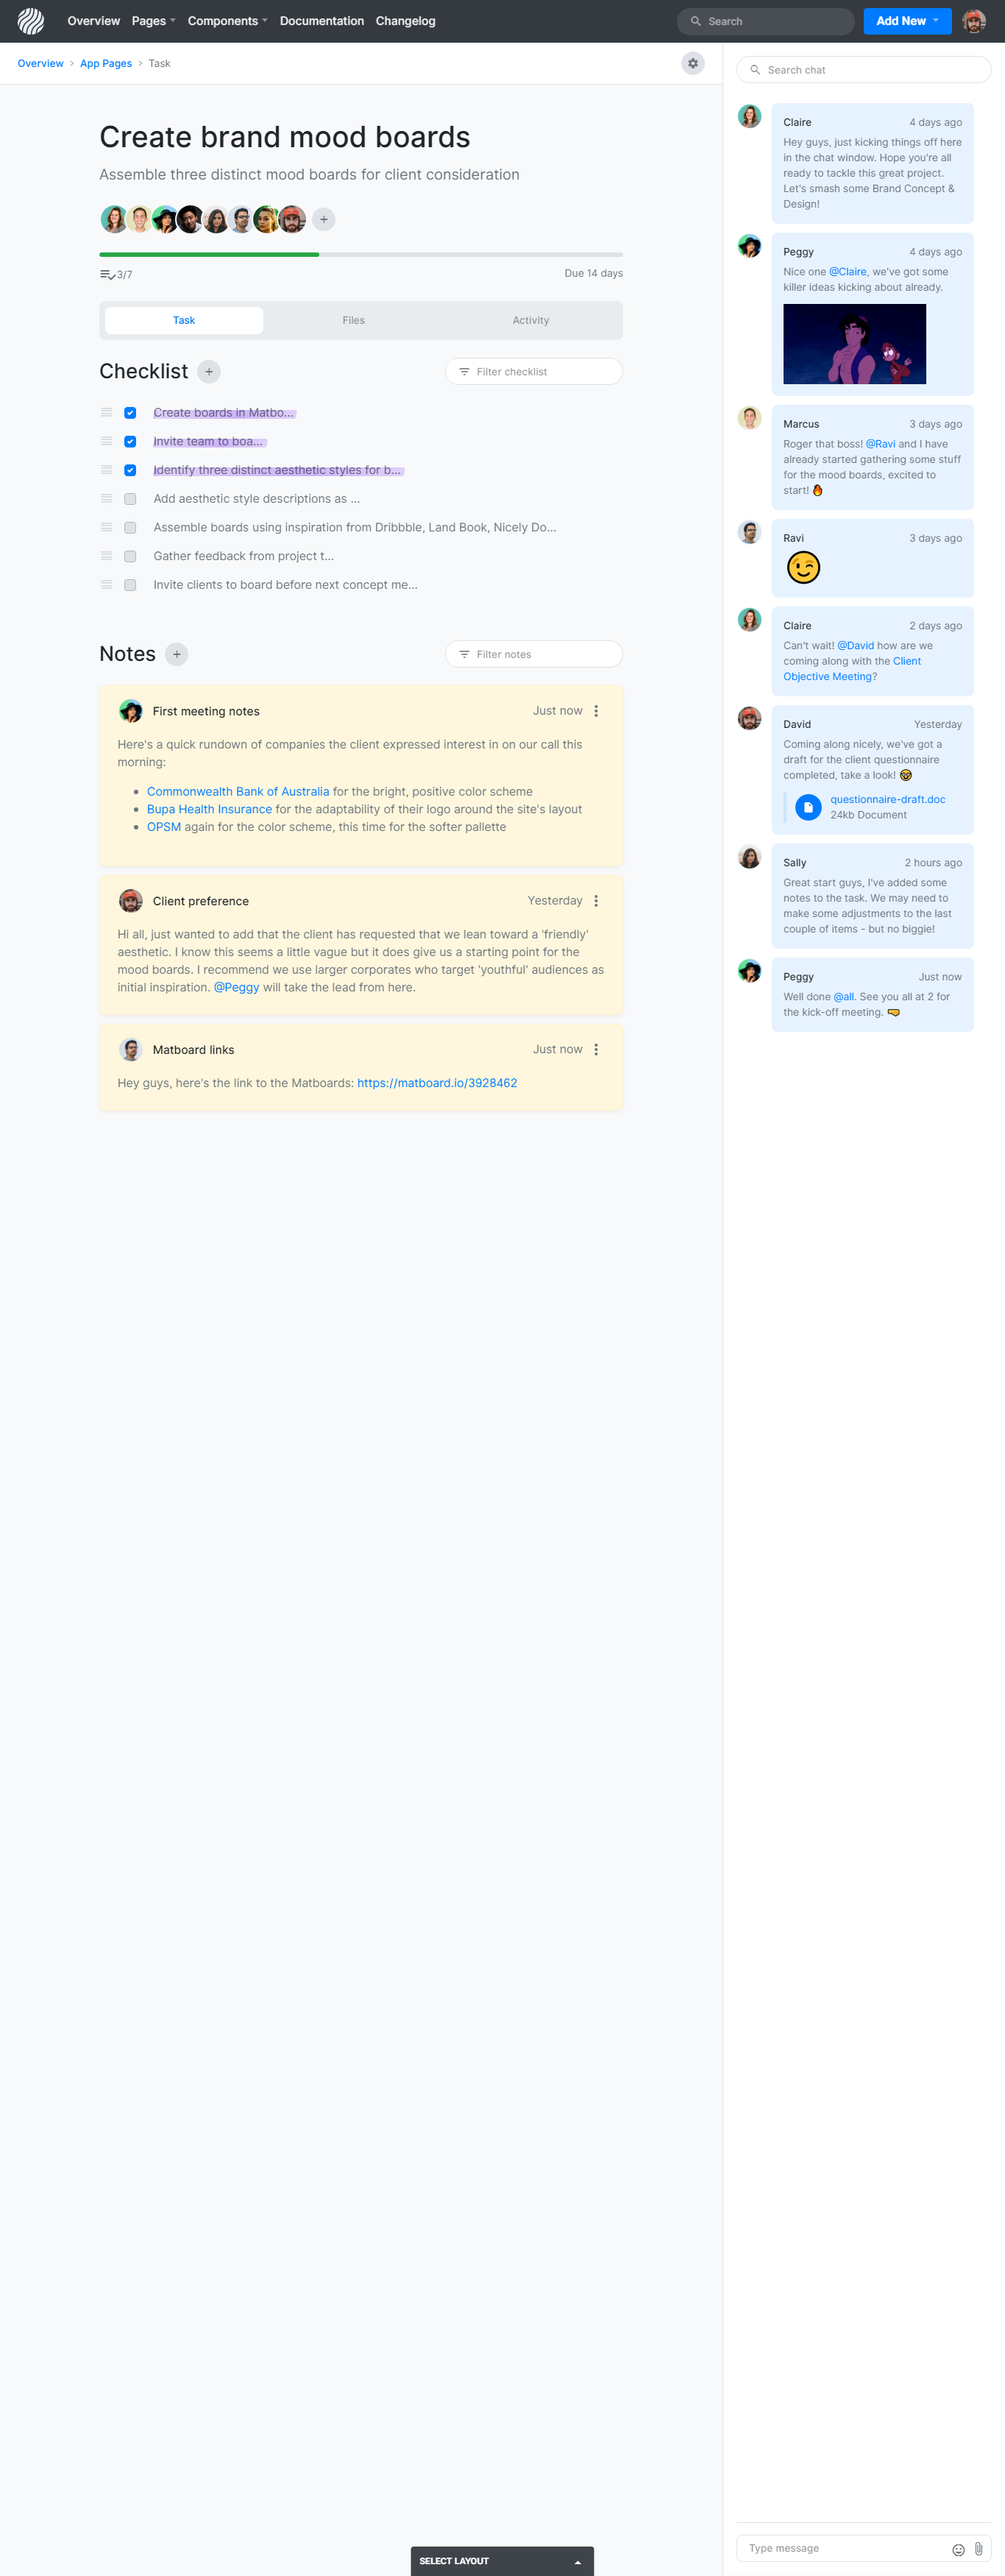 Overview Pages Components Documentation Changelog
Search
Add New
Overview > App Pages > Task
Create brand mood boards
Assemble three distinct mood boards for client consideration
3/7
Due 14 days
Task Files Activity
Checklist
Filter checklist
Create boards in Matbo...
Invite team to boa...
Identify three distinct aesthetic styles for b...
Add aesthetic style descriptions as ...
Assemble boards using inspiration from Dribbble, Land Book, Nicely Do...
Gather feedback from project t...
Invite clients to board before next concept me...
Notes
Filter notes
First meeting notes
Just now
Here's a quick rundown of companies the client expressed interest in on our call this
morning:
• Commonwealth Bank of Australia for the bright, positive color scheme
• Bupa Health Insurance for the adaptability of their logo around the site's layout
• OPSM again for the color scheme, this time for the softer pallette
Client preference
Yesterday
Hi all, just wanted to add that the client has requested that we lean toward a 'friendly'
aesthetic. I know this seems a little vague but it does give us a starting point for the
mood boards. I recommend we use larger corporates who target 'youthful' audiences as
initial inspiration. @Peggy will take the lead from here.
Matboard links
Just now
Hey guys, here's the link to the Matboards: https://matboard.io/3928462
SELECT LAYOUT
Search chat
Claire
4 days ago
Hey guys, just kicking things off here
in the chat window. Hope you're all
ready to tackle this great project.
Let's smash some Brand Concept &
Design!
Peggy
4 days ago
Nice one @Claire, we've got some
killer ideas kicking about already.
Marcus
3 days ago
Roger that boss! @Ravi and I have
already started gathering some stuff
for the mood boards, excited to
start! 🔥
Ravi
3 days ago
😉
Claire
2 days ago
Can't wait! @David how are we
coming along with the Client
Objective Meeting?
David
Yesterday
Coming along nicely, we've got a
draft for the client questionnaire
completed, take a look! 🤓
questionnaire-draft.doc
24kb Document
Sally
2 hours ago
Great start guys, I've added some
notes to the task. We may need to
make some adjustments to the last
couple of items - but no biggie!
Peggy
Just now
Well done @all. See you all at 2 for
the kick-off meeting. 🤜
Type message